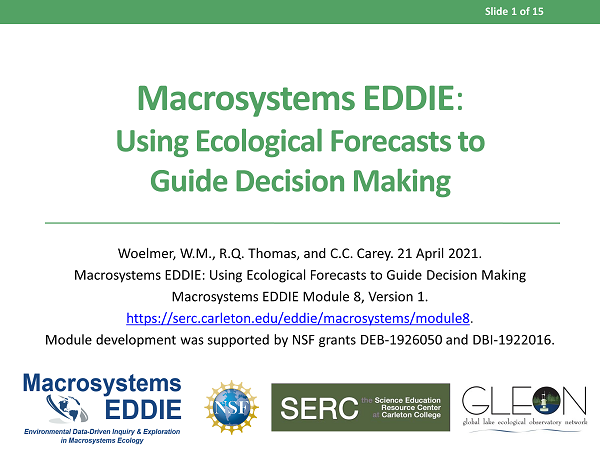 Slide 1 of 15
Macrosystems EDDIE:
Using Ecological Forecasts to
Guide Decision Making
Woelmer, W.M., R.Q. Thomas, and C.C. Carey. 21 April 2021.
Macrosystems EDDIE: Using Ecological Forecasts to Guide Decision Making
Macrosystems EDDIE Module 8, Version 1.
https://serc.carleton.edu/eddie/macrosystems/module8.
Module development was supported by NSF grants DEB-1926050 and DBI-1922016.
Macrosystems
EDDIE
Environmental Data-Driven Inquiry & Exploration
in Macrosystems Ecology
NSF
SERC
the Science Education
Resource Center
at Carleton College
GLEON
global lake ecological observatory network